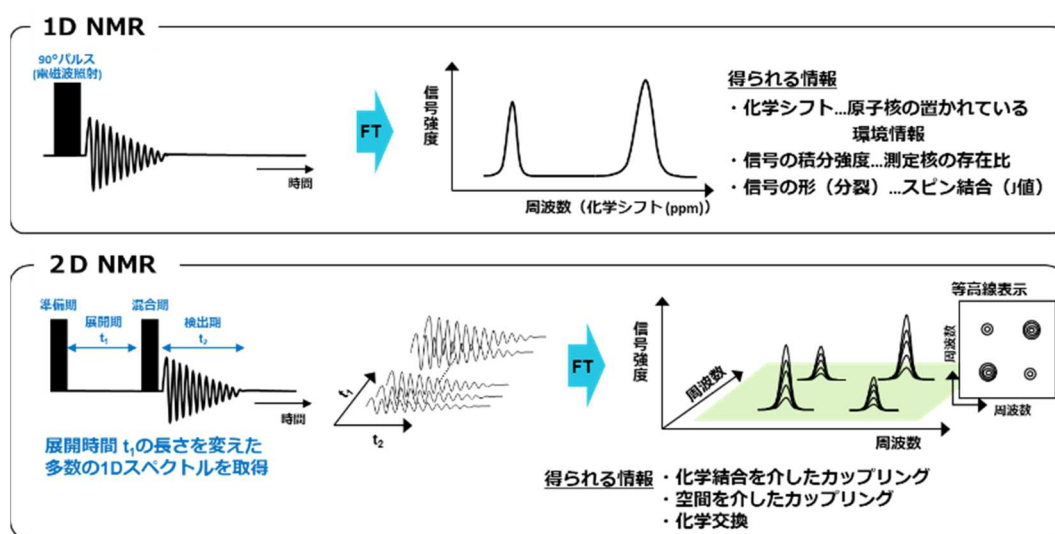 1D NMR
90°パルス
(電磁波照射)
時間
FT
信号強度
周波数（化学シフト(ppm)）
得られる情報
・化学シフト…原子核の置かれている
環境情報
・信号の積分強度…測定核の存在比
・信号の形（分裂）…スピン結合（J値）
2D NMR
準備期
展開期
t₁
混合期
検出期
t₂
時間
展開時間 t₁の長さを変えた
多数の1Dスペクトルを取得
t₁
t₂
FT
信号強度
周波数
周波数
等高線表示
周波数
周波数
得られる情報
・化学結合を介したカップリング
・空間を介したカップリング
・化学交換